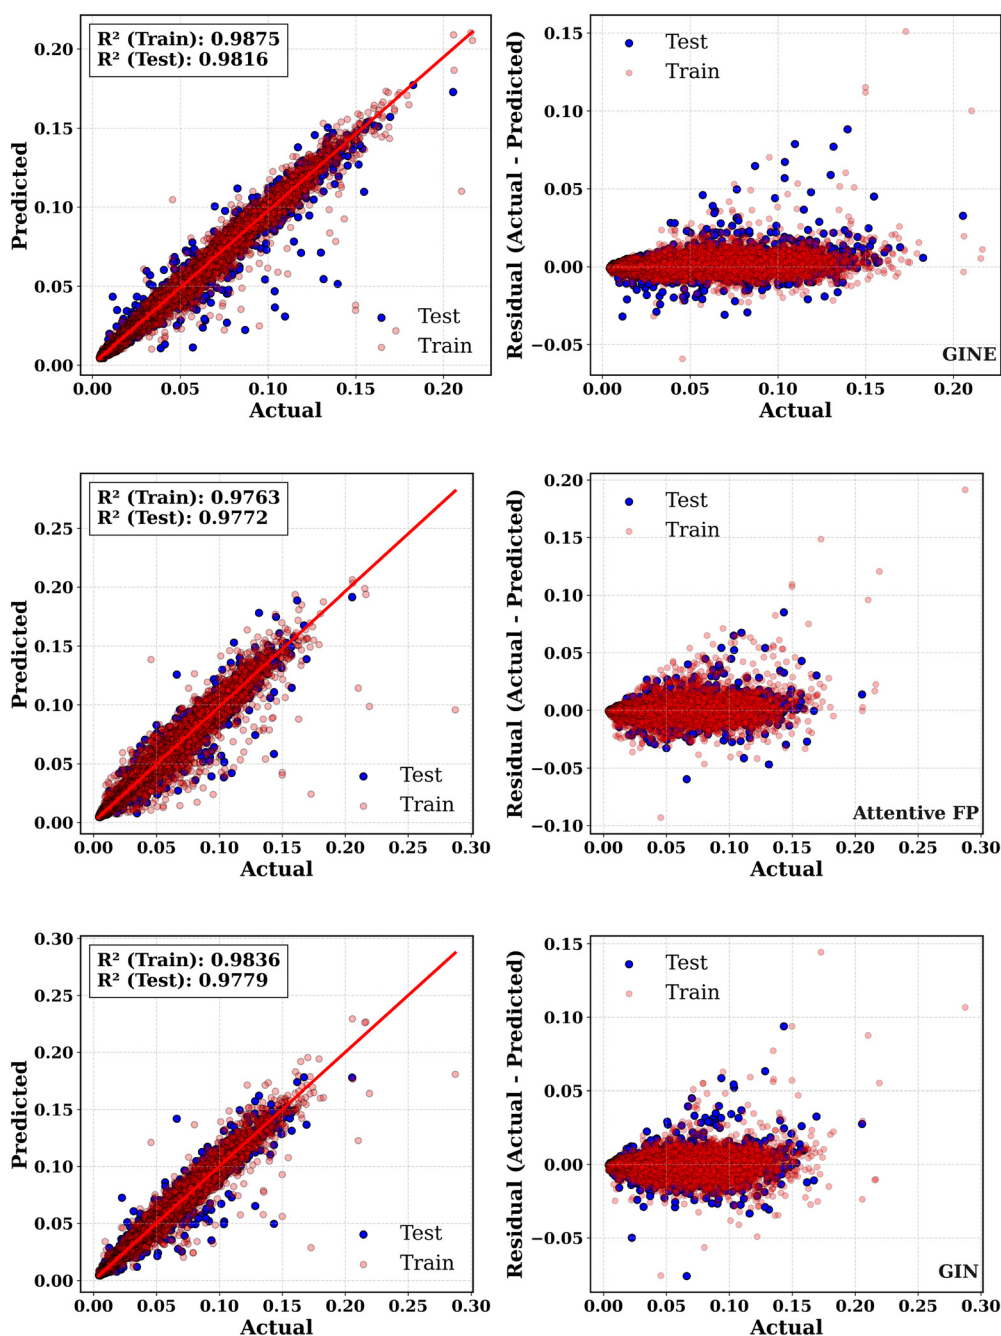 R² (Train): 0.9875
R² (Test): 0.9816
Predicted
0.20
0.15
0.10
0.05
0.00
Test
Train
0.00 0.05 0.10 0.15 0.20
Actual
Residual (Actual - Predicted)
0.15
0.10
0.05
0.00
−0.05
Test
Train
GINE
0.00 0.05 0.10 0.15 0.20
Actual
R² (Train): 0.9763
R² (Test): 0.9772
Predicted
0.25
0.20
0.15
0.10
0.05
0.00
Test
Train
0.00 0.05 0.10 0.15 0.20 0.25 0.30
Actual
Residual (Actual - Predicted)
0.20
0.15
0.10
0.05
0.00
−0.05
−0.10
Test
Train
Attentive FP
0.00 0.05 0.10 0.15 0.20 0.25 0.30
Actual
R² (Train): 0.9836
R² (Test): 0.9779
Predicted
0.30
0.25
0.20
0.15
0.10
0.05
0.00
Test
Train
0.00 0.05 0.10 0.15 0.20 0.25 0.30
Actual
Residual (Actual - Predicted)
0.15
0.10
0.05
0.00
−0.05
Test
Train
GIN
0.00 0.05 0.10 0.15 0.20 0.25 0.30
Actual